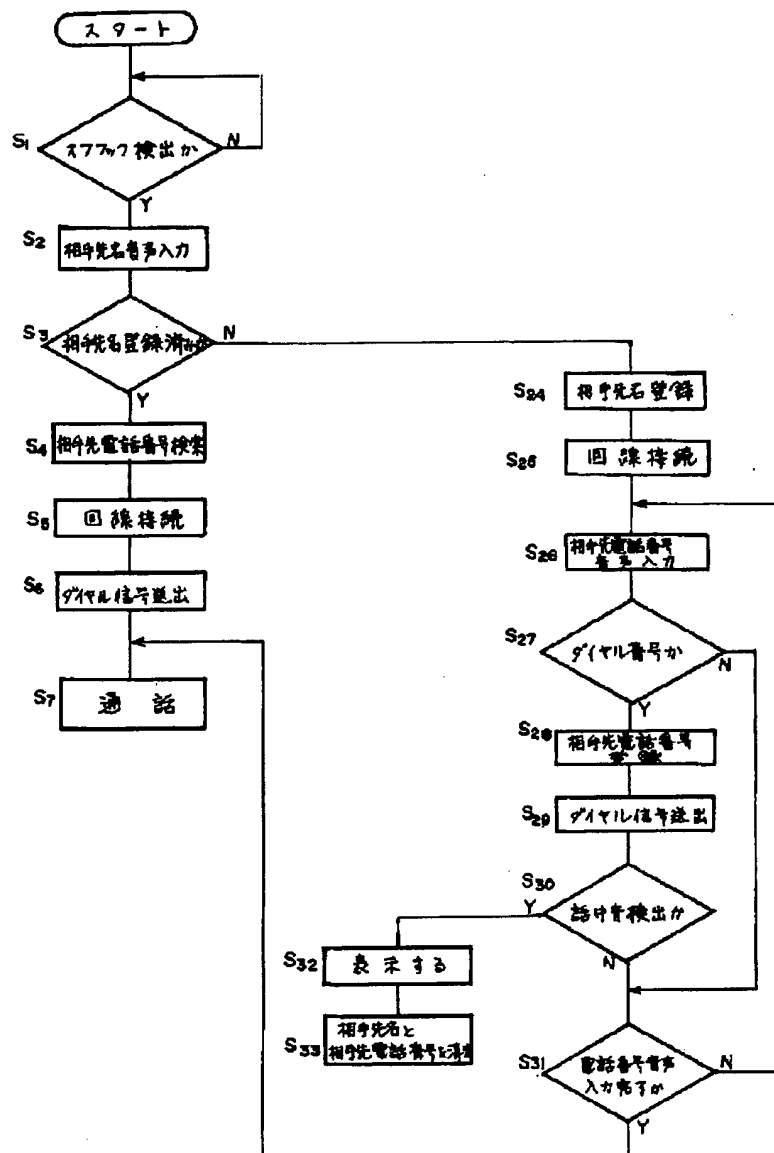 スタート
S1
オフフック検出か
N
Y
S2
相手先名音声入力
S3
相手先名登録済みか
N
Y
S4
相手先電話番号検索
S5
回線接続
S6
ダイヤル信号送出
S7
通話
S24
相手先名登録
S25
回線接続
S26
相手先電話番号
音声入力
S27
ダイヤル番号か
N
Y
S28
相手先電話番号
登録
S29
ダイヤル信号送出
S30
Y
話中音検出か
N
S32
表示する
S33
相手先名と
相手先電話番号を消去
S31
電話番号音声
入力完了か
N
Y